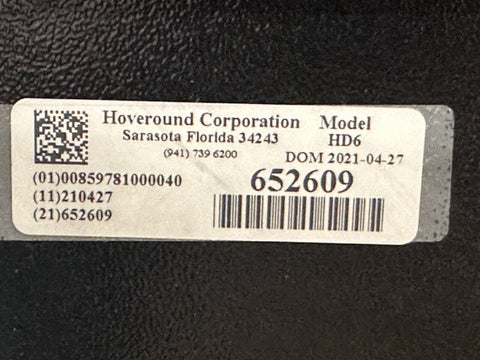 Hoveround Corporation Model
Sarasota Florida 34243 HD6
(941) 739 6200 DOM 2021-04-27
(01)00859781000040 652609
(11)210427
(21)652609